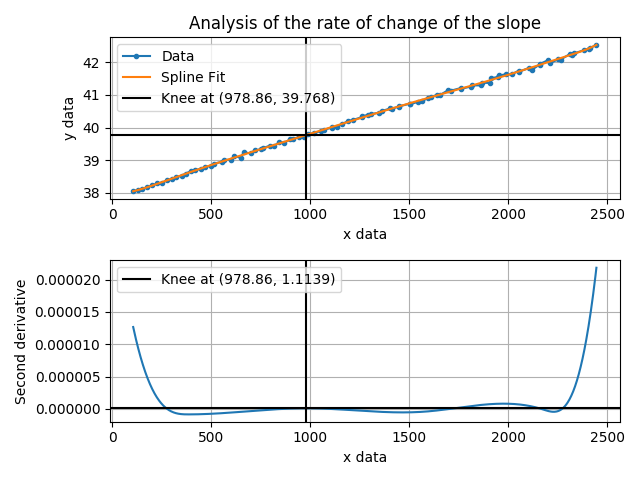 Analysis of the rate of change of the slope
Data
Spline Fit
Knee at (978.86, 39.768)
42
41
40
39
38
y data
0
500
1000
1500
2000
2500
x data
Knee at (978.86, 1.1139)
0.000020
0.000015
0.000010
0.000005
0.000000
Second derivative
0
500
1000
1500
2000
2500
x data